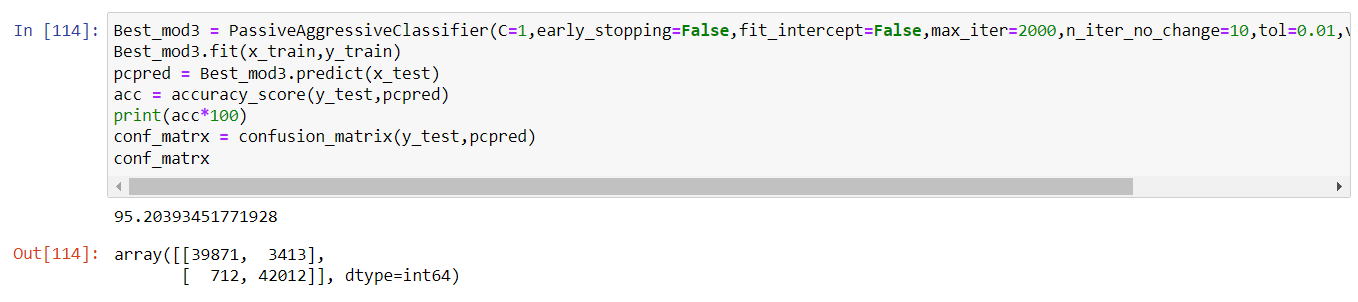 In [114]: Best_mod3 = PassiveAggressiveClassifier(C=1,early_stopping=False,fit_intercept=False,max_iter=2000,n_iter_no_change=10,tol=0.01,
Best_mod3.fit(x_train,y_train)
pcpred = Best_mod3.predict(x_test)
acc = accuracy_score(y_test,pcpred)
print(acc*100)
conf_matrx = confusion_matrix(y_test,pcpred)
conf_matrx
95.20393451771928
Out[114]: array([[39871,  3413],
       [  712, 42012]], dtype=int64)